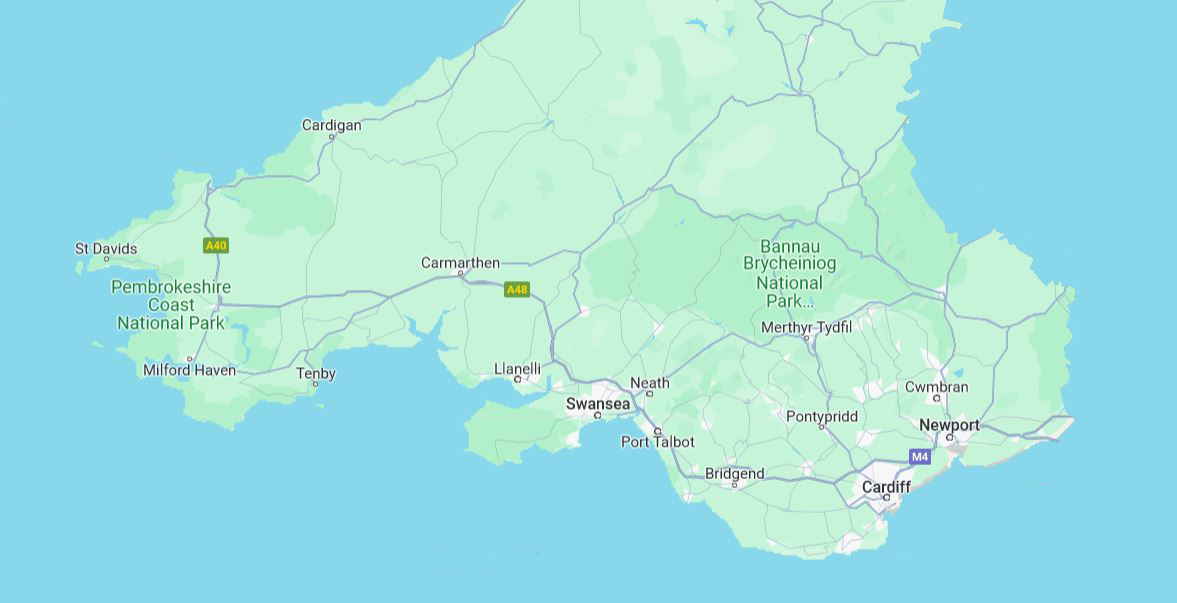 Cardigan
St Davids
A40
Bannau
Brycheiniog
National
Park...
Carmarthen
A48
Pembrokeshire
Coast
National Park
Merthyr Tydfil
Milford Haven
Tenby
Llanelli
Neath
Cwmbran
Swansea
Pontypridd
Newport
Port Talbot
M4
Bridgend
Cardiff